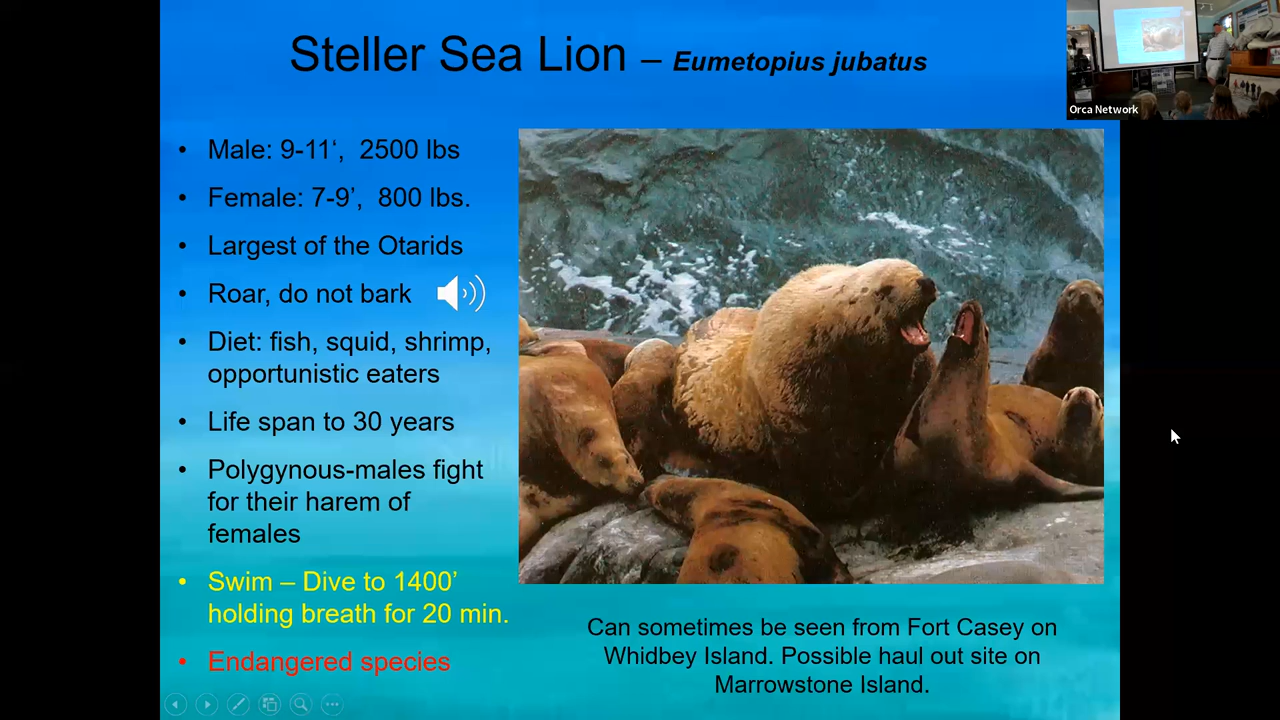 Steller Sea Lion – Eumetopius jubatus
Orca Network
• Male: 9-11‘,  2500 lbs
• Female: 7-9’,  800 lbs.
• Largest of the Otarids
• Roar, do not bark
• Diet: fish, squid, shrimp,
opportunistic eaters
• Life span to 30 years
• Polygynous-males fight
for their harem of
females
• Swim – Dive to 1400’
holding breath for 20 min.
• Endangered species
Can sometimes be seen from Fort Casey on
Whidbey Island. Possible haul out site on
Marrowstone Island.